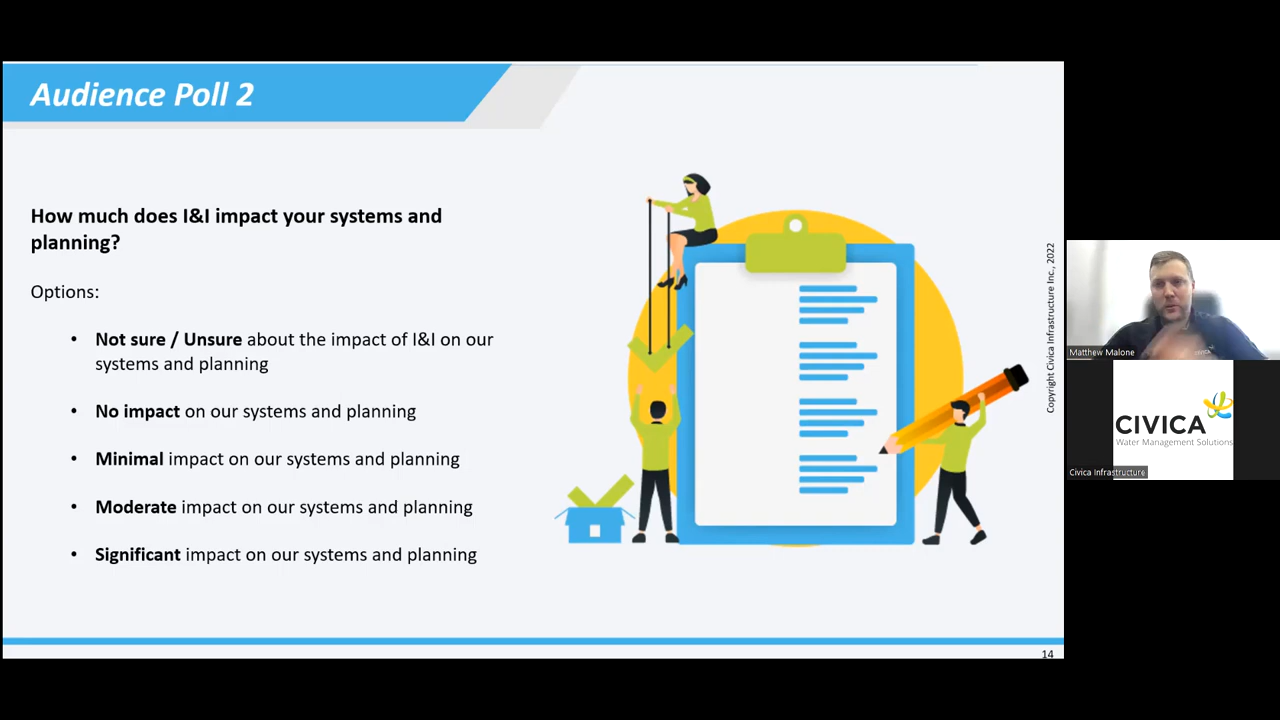 Audience Poll 2
How much does I&I impact your systems and
planning?
Options:
• Not sure / Unsure about the impact of I&I on our
systems and planning
• No impact on our systems and planning
• Minimal impact on our systems and planning
• Moderate impact on our systems and planning
• Significant impact on our systems and planning
Copyright Civica Infrastructure Inc., 2022
14
Matthew Malone
CIVICA
Water Management Solutions
Civica Infrastructure